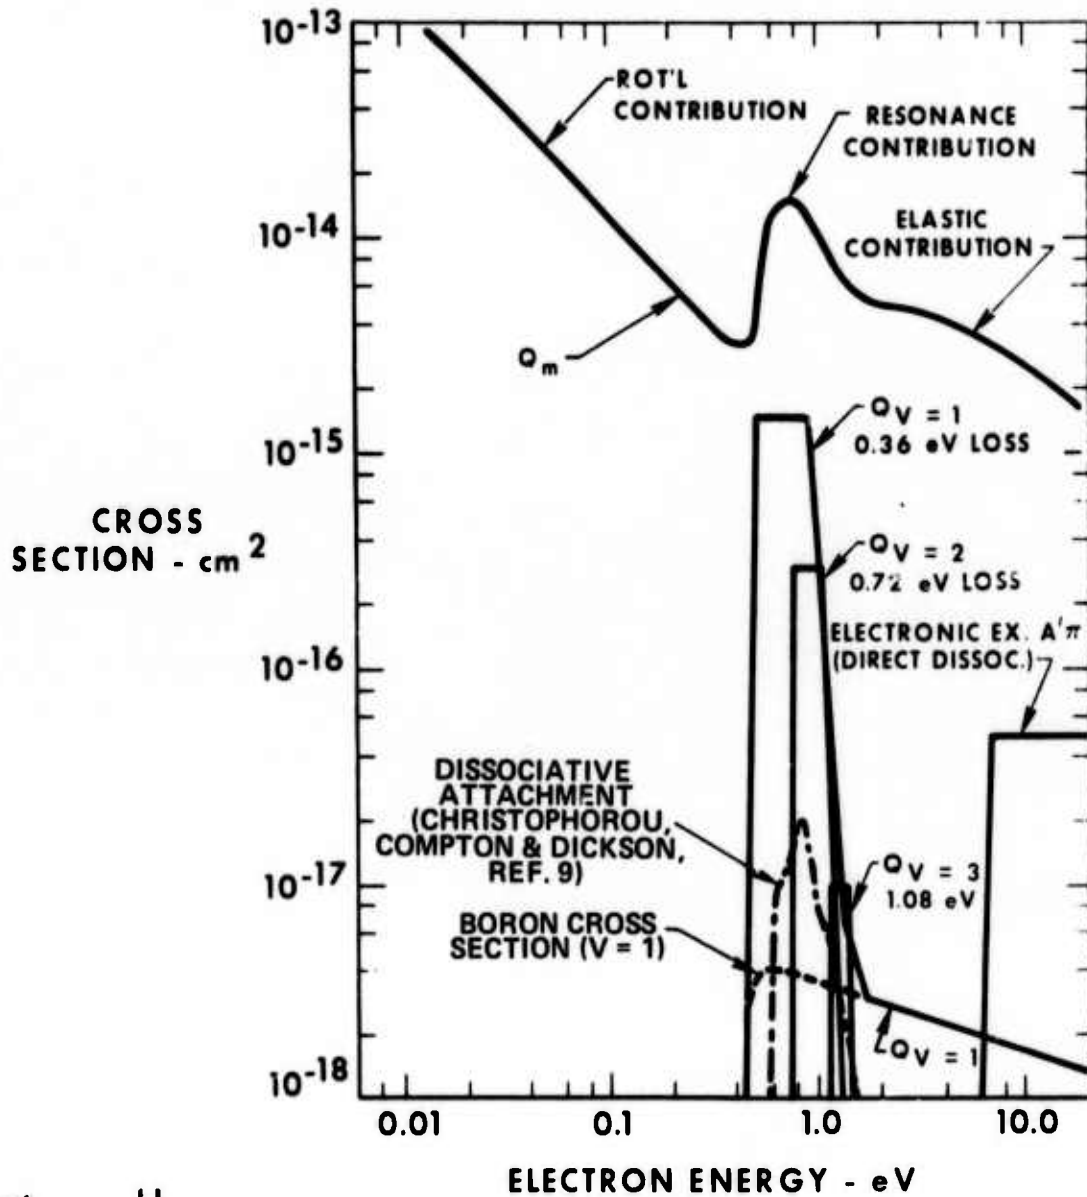 10-13
ROT'L
CONTRIBUTION
RESONANCE
CONTRIBUTION
10-14
ELASTIC
CONTRIBUTION
Qm
QV = 1
0.36 eV LOSS
10-15
CROSS
SECTION - cm2
QV = 2
0.72 eV LOSS
ELECTRONIC EX. A'π
(DIRECT DISSOC.)
10-16
DISSOCIATIVE
ATTACHMENT
(CHRISTOPHOROU,
COMPTON & DICKSON,
REF. 9)
10-17
QV = 3
1.08 eV
BORON CROSS
SECTION (V = 1)
QV = 1
10-18
0.01 0.1 1.0 10.0
ELECTRON ENERGY - eV